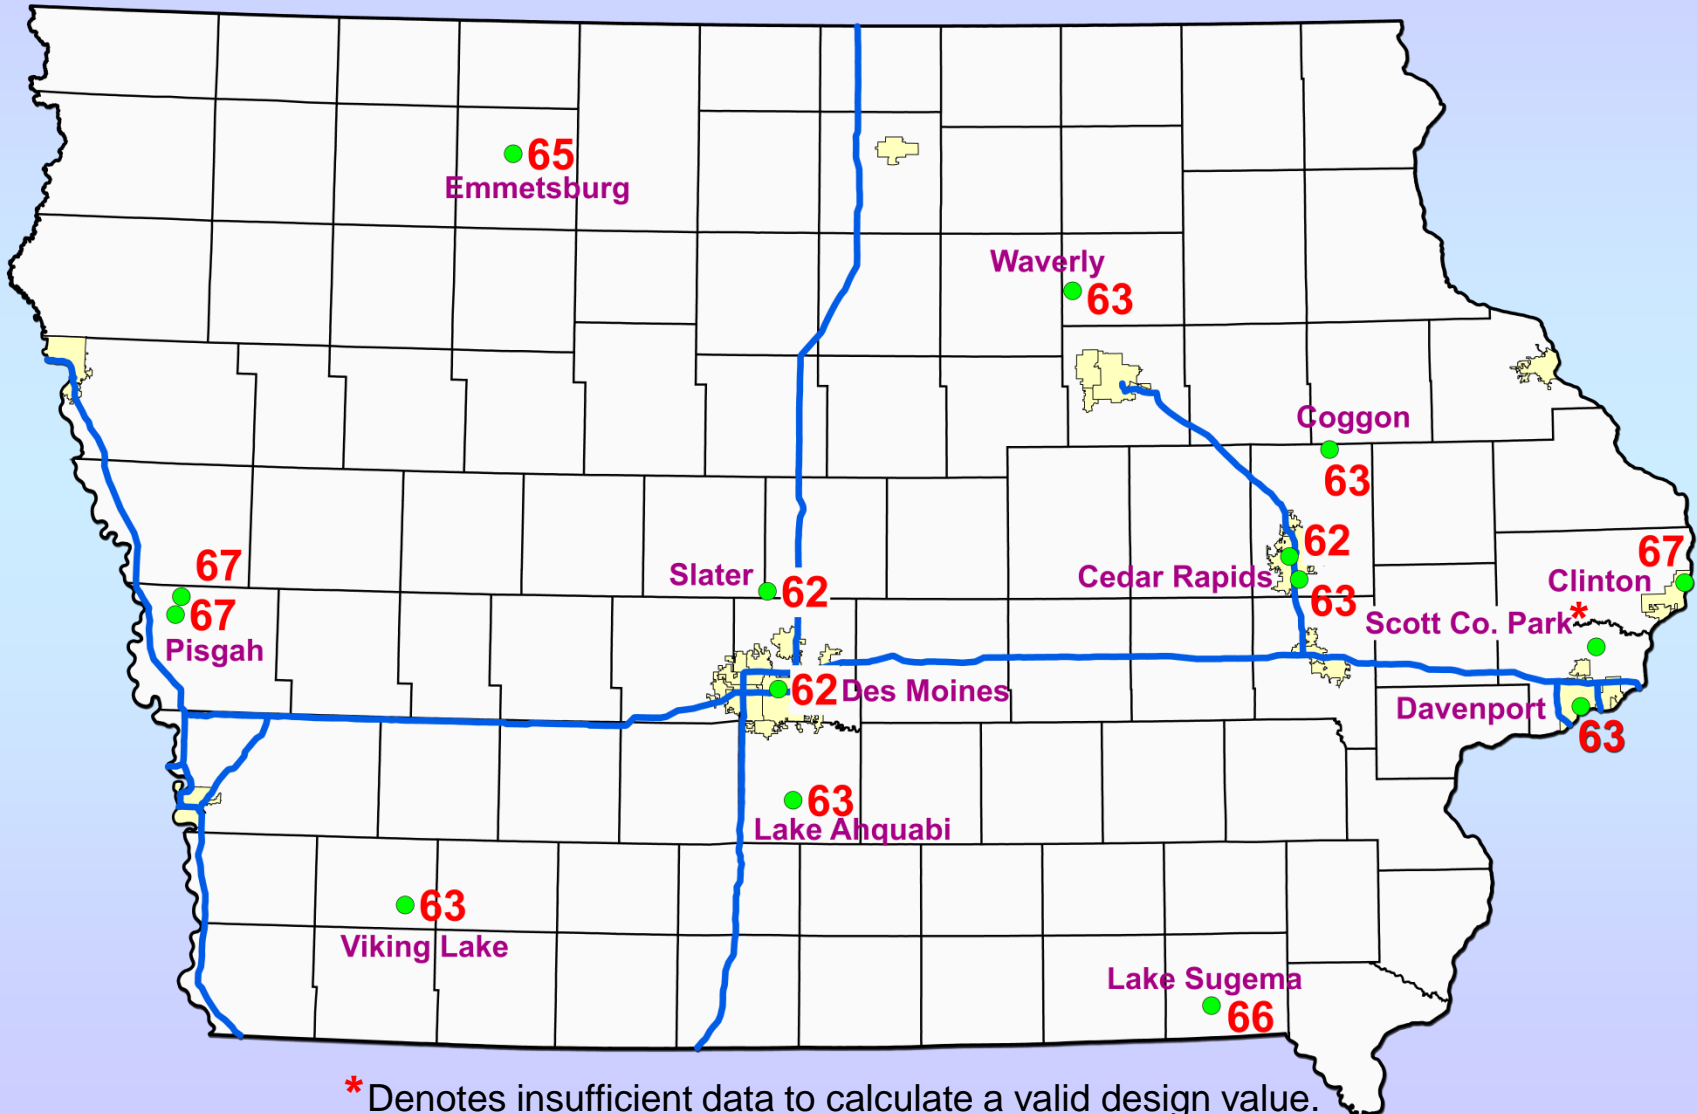 65
Emmetsburg
Waverly
63
Coggon
63
62
Cedar Rapids
63
67
Clinton
Scott Co. Park*
67
67
Pisgah
Slater
62
62 Des Moines
Davenport
63
63
Lake Ahquabi
63
Viking Lake
Lake Sugema
66
*Denotes insufficient data to calculate a valid design value.